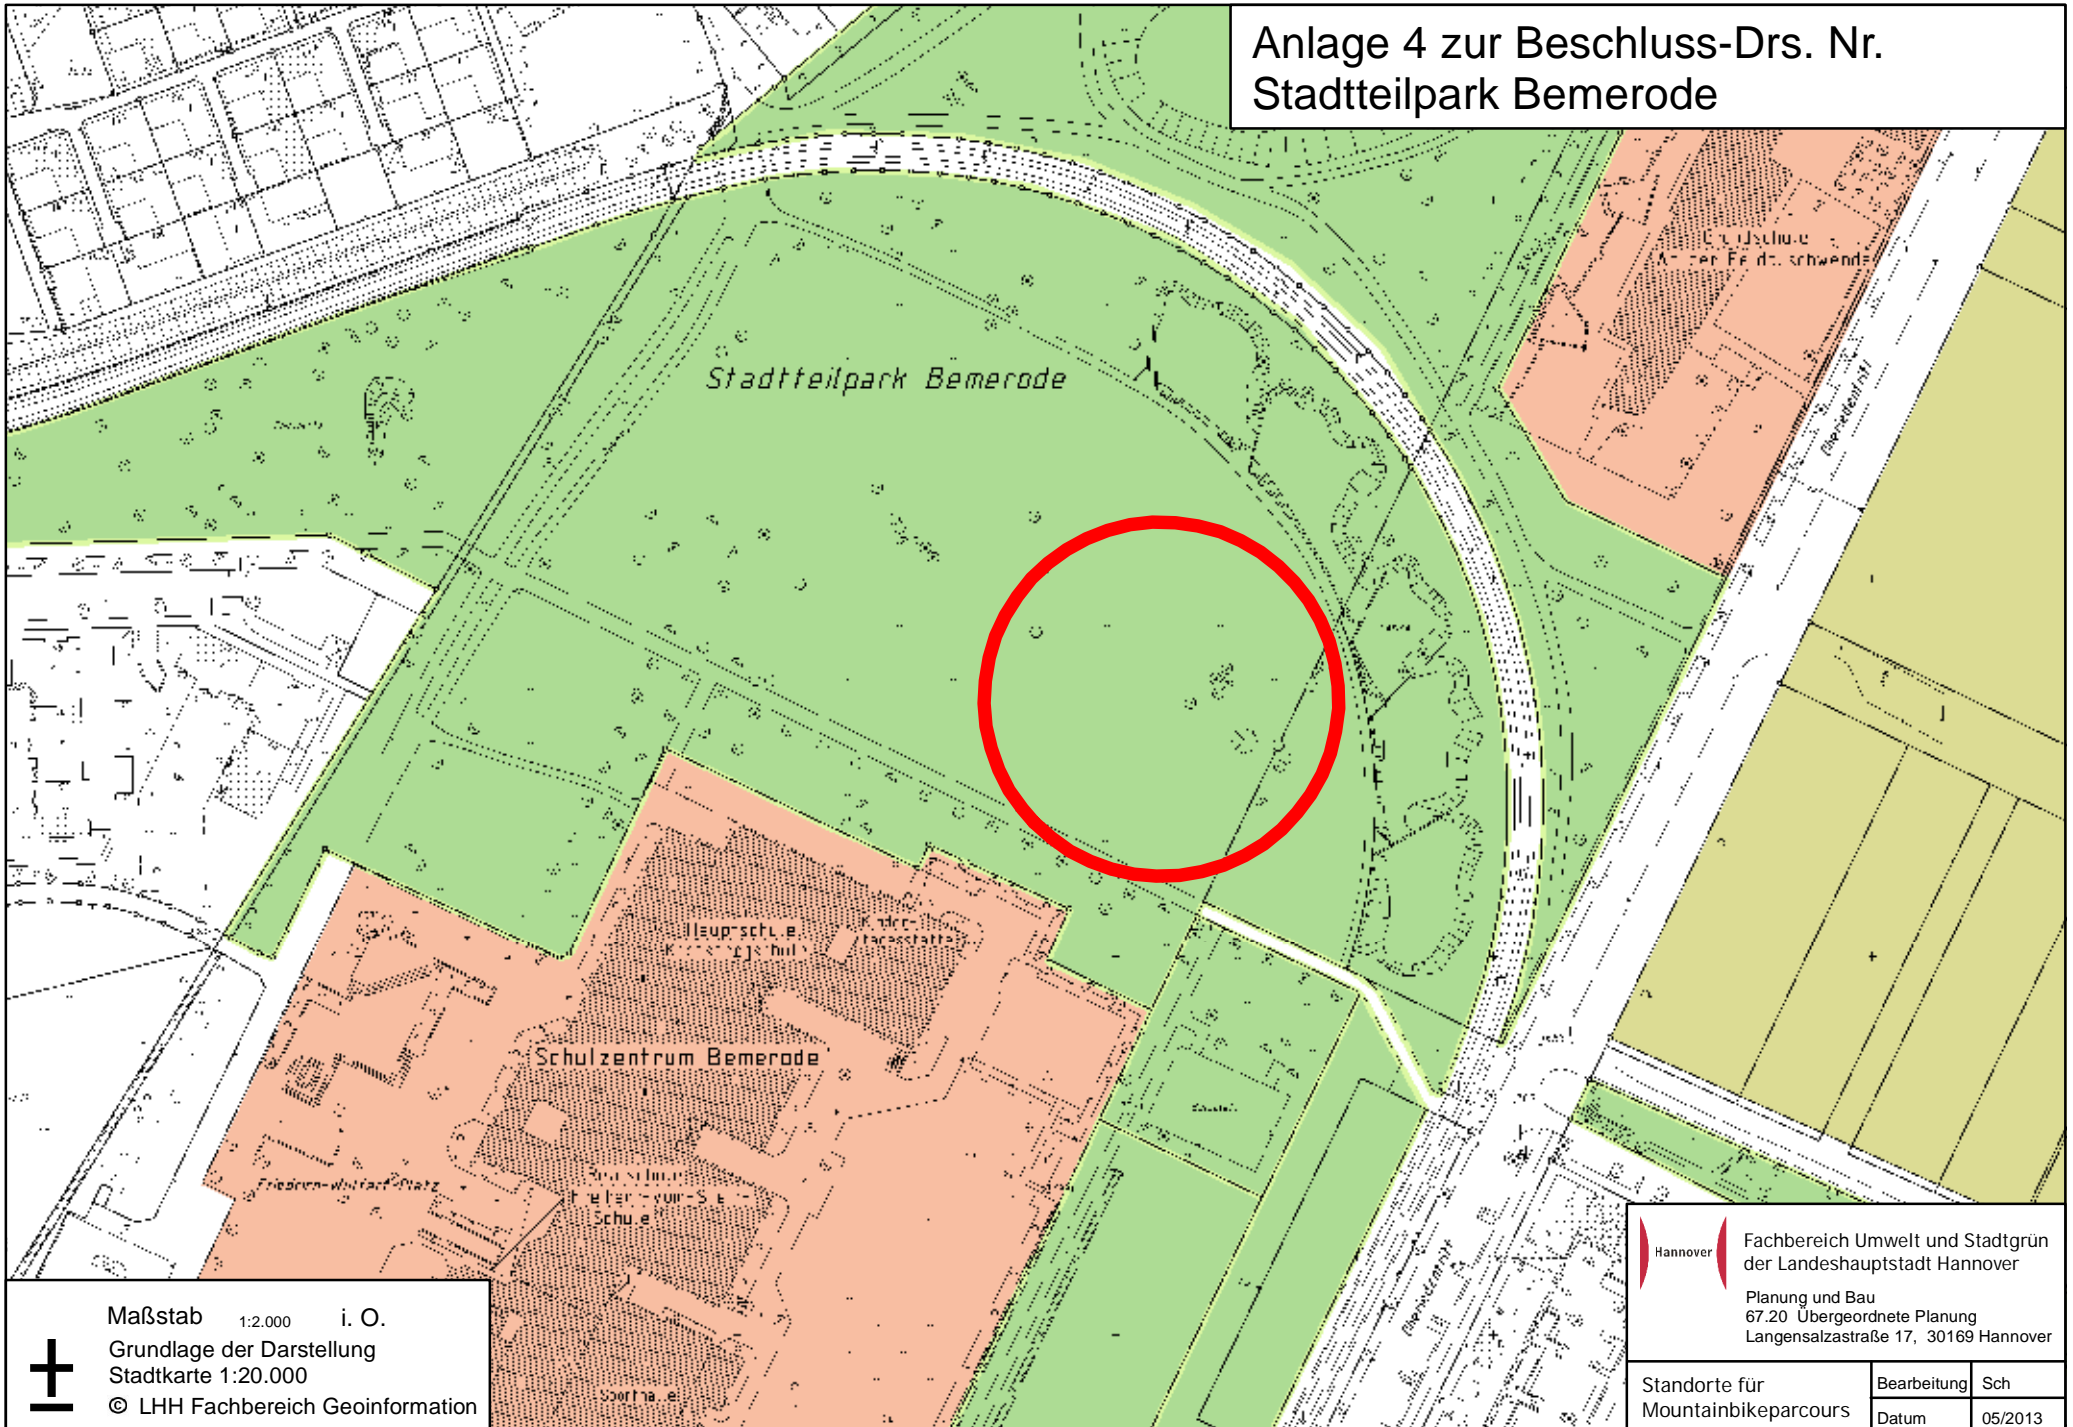 Anlage 4 zur Beschluss-Drs. Nr.
Stadtteilpark Bemerode
Stadtteilpark Bemerode
Schulzentrum Bemerode
Schule
Maßstab 1:2.000 i. O.
Grundlage der Darstellung
Stadtkarte 1:20.000
© LHH Fachbereich Geoinformation
Hannover
Fachbereich Umwelt und Stadtgrün
der Landeshauptstadt Hannover
Planung und Bau
67.20 Übergeordnete Planung
Langensalzastraße 17, 30169 Hannover
Standorte für
Mountainbikeparcours
Bearbeitung Sch
Datum 05/2013